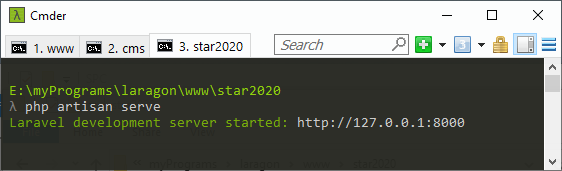 Cmder
1. www
2. cms
3. star2020
Search
E:\myPrograms\laragon\www\star2020
λ php artisan serve
Laravel development server started: http://127.0.0.1:8000